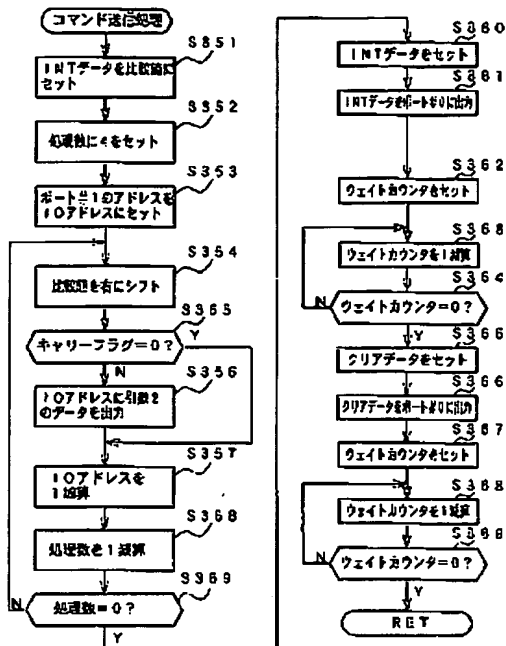 コマンド送信処理
S351
INTデータを比較値に
セット
S352
処理数に4をセット
S353
ポート#1のアドレスを
IOアドレスにセット
S354
比較値を右にシフト
S365
キャリーフラグ=0?
Y
N
S356
IOアドレスに引数2
のデータを出力
S357
IOアドレスを
1加算
S368
処理数を1減算
S369
処理数=0?
N
Y
S360
INTデータをセット
S361
INTデータをポート#0に出力
S362
ウェイトカウンタをセット
S368
ウェイトカウンタを1減算
S364
ウェイトカウンタ=0?
N
Y
S366
クリアデータをセット
S366
クリアデータをポート#0に出力
S367
ウェイトカウンタをセット
S368
ウェイトカウンタを1減算
S368
ウェイトカウンタ=0?
N
Y
RET